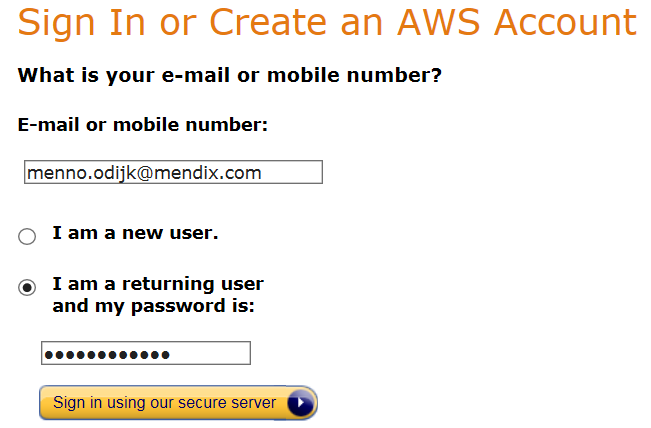 Sign In or Create an AWS Account
What is your e-mail or mobile number?
E-mail or mobile number:
menno.odijk@mendix.com
I am a new user.
I am a returning user
and my password is:
●●●●●●●●●●●●
Sign in using our secure server